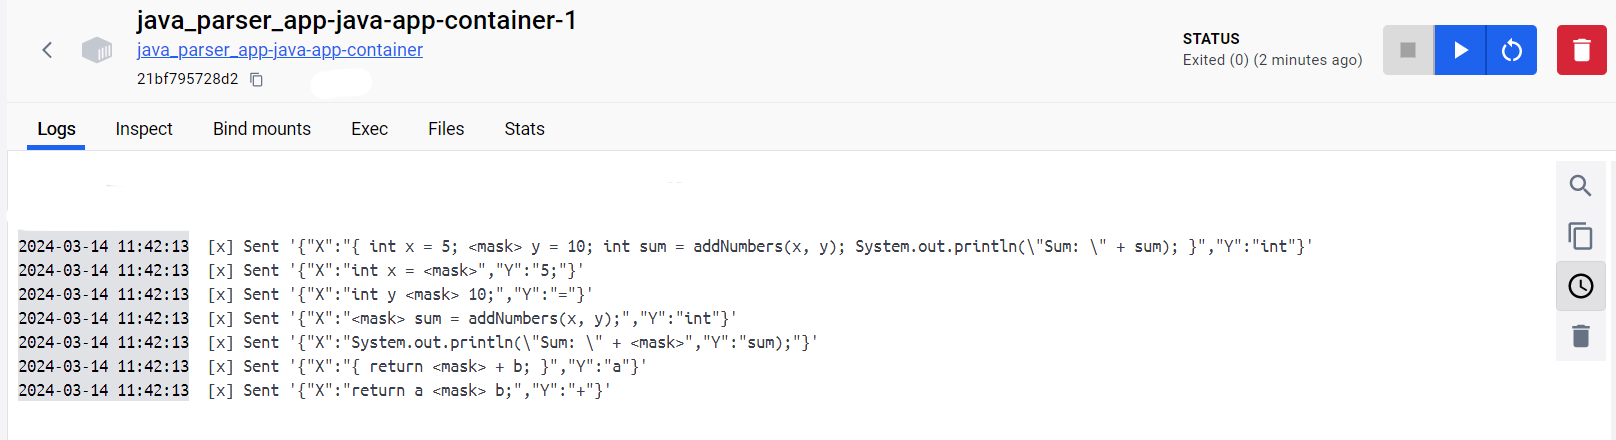 java_parser_app-java-app-container-1
java_parser_app-java-app-container
21bf795728d2
STATUS
Exited (0) (2 minutes ago)
Logs Inspect Bind mounts Exec Files Stats
2024-03-14 11:42:13 [x] Sent '{"X":"{ int x = 5; <mask> y = 10; int sum = addNumbers(x, y); System.out.println(\"Sum: \" + sum); }","Y":"int"}'
2024-03-14 11:42:13 [x] Sent '{"X":"int x = <mask>","Y":"5;"}'
2024-03-14 11:42:13 [x] Sent '{"X":"int y <mask> 10;","Y":"="}'
2024-03-14 11:42:13 [x] Sent '{"X":"<mask> sum = addNumbers(x, y);","Y":"int"}'
2024-03-14 11:42:13 [x] Sent '{"X":"System.out.println(\"Sum: \" + <mask>","Y":"sum);"}'
2024-03-14 11:42:13 [x] Sent '{"X":"{ return <mask> + b; }","Y":"a"}'
2024-03-14 11:42:13 [x] Sent '{"X":"return a <mask> b;","Y":"+"}'